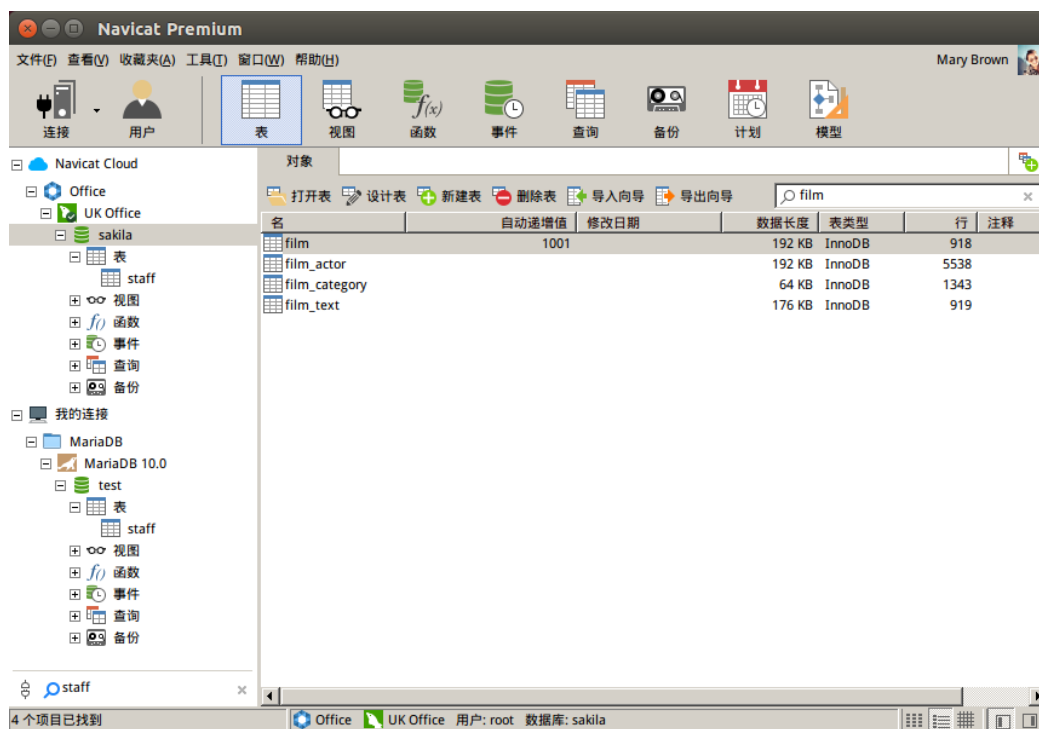 Navicat Premium
文件(F) 查看(V) 收藏夹(A) 工具(T) 窗口(W) 帮助(H) Mary Brown
连接 用户 表 视图 函数 事件 查询 备份 计划 模型
Navicat Cloud
Office
UK Office
sakila
表
staff
视图
f() 函数
事件
查询
备份
我的连接
MariaDB
MariaDB 10.0
test
表
staff
视图
f() 函数
事件
查询
备份
staff
对象
打开表 设计表 新建表 删除表 导入向导 导出向导 film
名 自动递增值 修改日期 数据长度 表类型 行 注释
film 1001 192 KB InnoDB 918
film_actor 192 KB InnoDB 5538
film_category 64 KB InnoDB 1343
film_text 176 KB InnoDB 919
4 个项目已找到 Office UK Office 用户: root 数据库: sakila